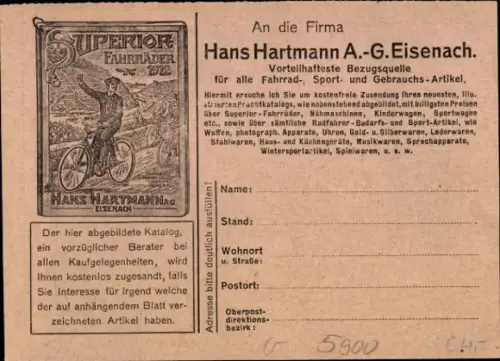 SUPERIOR
FAHRRÄDER
HANS HARTMANN A.G.
EISENACH
Der hier abgebildete Katalog,
ein vorzüglicher Berater bei
allen Kaufgelegenheiten, wird
Ihnen kostenlos zugesandt, falls
Sie Interesse für irgend welche
der auf anhängendem Blatt ver-
zeichneten Artikel haben.
An die Firma
Hans Hartmann A.-G. Eisenach.
Vorteilhafteste Bezugsquelle
für alle Fahrrad-, Sport- und Gebrauchs-Artikel.
Hiermit ersuche ich Sie um kostenfreie Zusendung Ihres neuesten, illu-
strierten Prachtkatalogs, wie nebenstehend abgebildet, mit billigsten Preisen
über Superior-Fahrräder, Nähmaschinen, Kinderwagen, Sportwagen
etc., sowie über sämtliche Radfahrer-Bedarfs- und Sport-Artikel, wie
Waffen, photograph. Apparate, Uhren, Gold- u. Silberwaren, Lederwaren,
Stahlwaren, Haus- und Küchengeräte, Musikwaren, Sprechapparate,
Wintersportartikel, Spielwaren, u. s. w.
Adresse bitte deutlich ausfüllen!
Name:
Stand:
Wohnort
u. Straße:
Postort:
Oberpost-
direktions-
bezirk:
5900